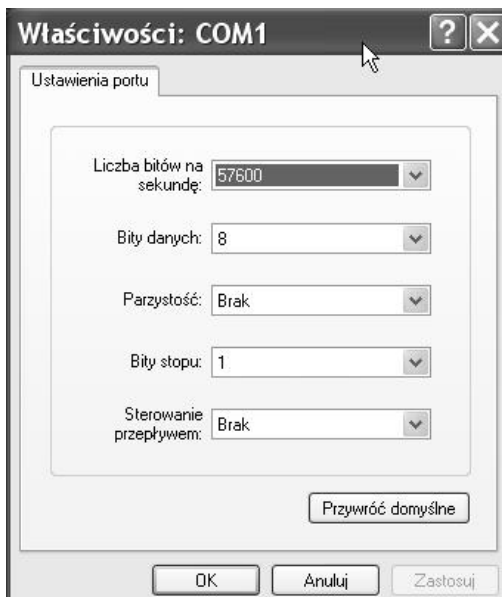 Właściwości: COM1
Ustawienia portu
Liczba bitów na
sekundę:
57600
Bity danych: 8
Parzystość: Brak
Bity stopu: 1
Sterowanie
przepływem:
Brak
Przywróć domyślne
OK Anuluj Zastosuj